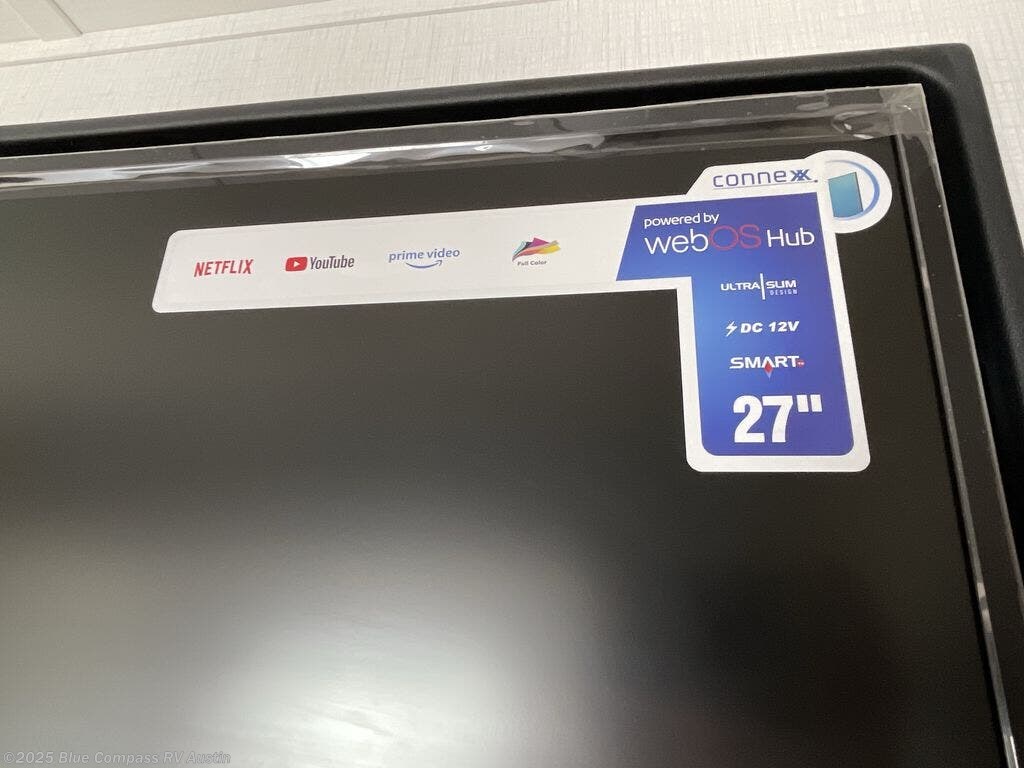 connexx.
powered by
webOS Hub
NETFLIX
YouTube
prime video
Full Color
ULTRA SLIM
DESIGN
DC 12V
SMART
27"
©2025 Blue Compass RV Austin